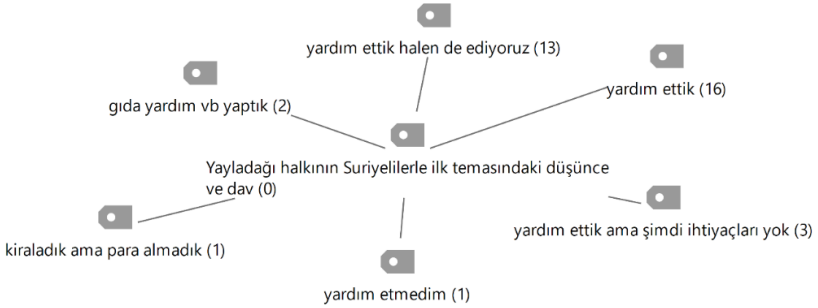 yardım ettik halen de ediyoruz (13)
yardım ettik (16)
gıda yardım vb yaptık (2)
Yayladağı halkının Suriyelilerle ilk temasındaki düşünce
ve dav (0)
yardım ettik ama şimdi ihtiyaçları yok (3)
kiraladık ama para almadık (1)
yardım etmedim (1)